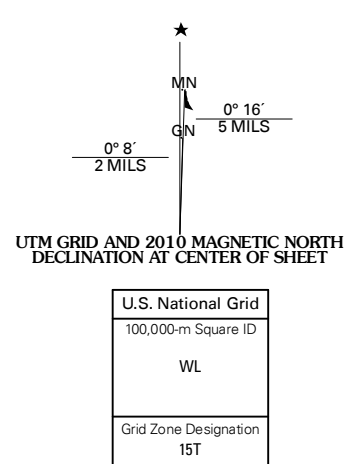 ★
MN
0° 16´
5 MILS
GN
0° 8´
2 MILS
UTM GRID AND 2010 MAGNETIC NORTH
DECLINATION AT CENTER OF SHEET
U.S. National Grid
100,000-m Square ID
WL
Grid Zone Designation
15T